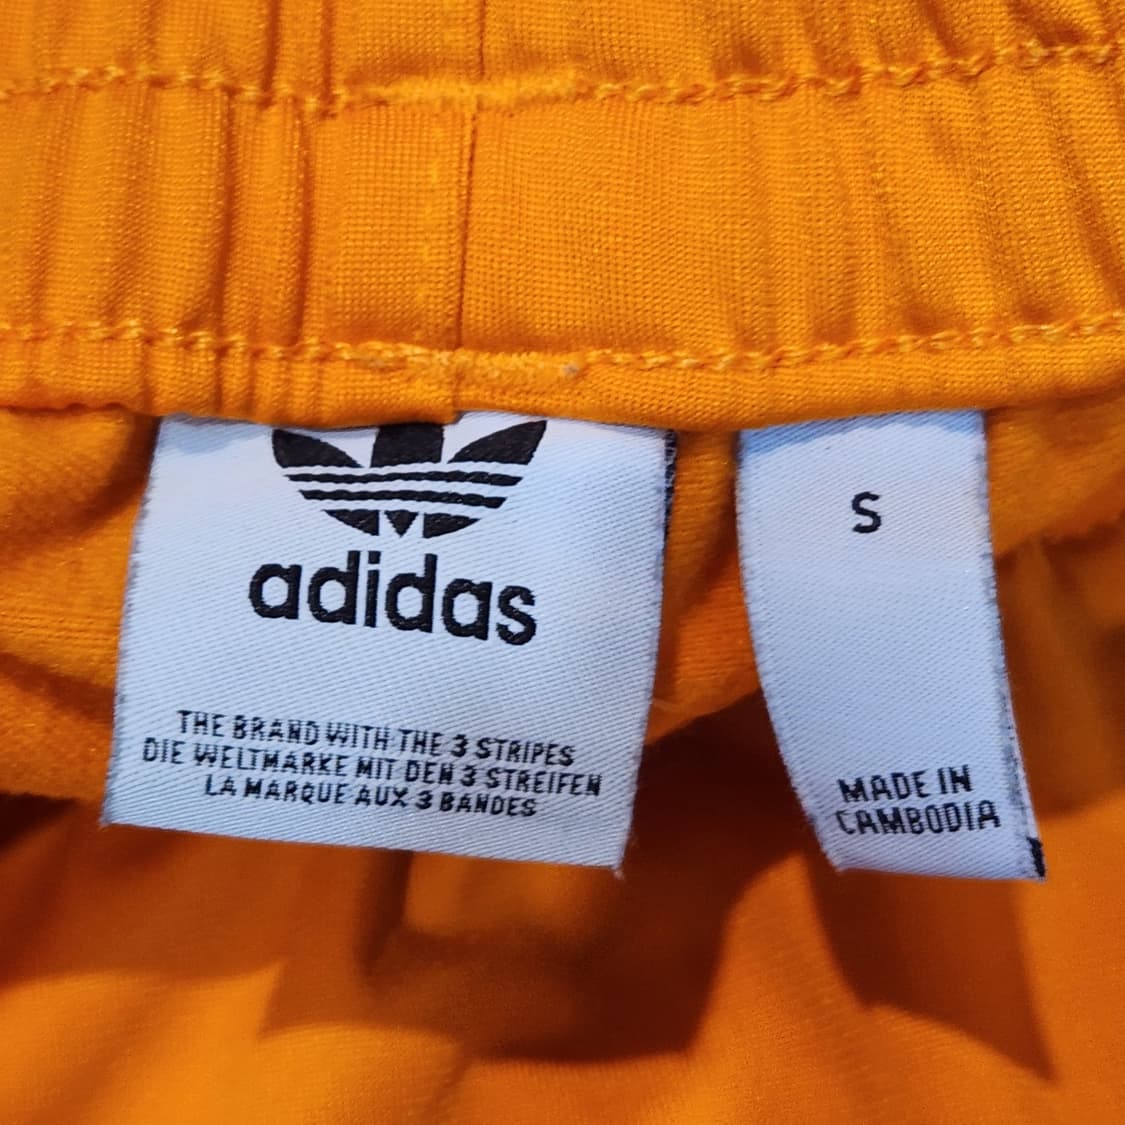 adidas
THE BRAND WITH THE 3 STRIPES
DIE WELTMARKE MIT DEN 3 STREIFEN
LA MARQUE AUX 3 BANDES
S
MADE IN
CAMBODIA